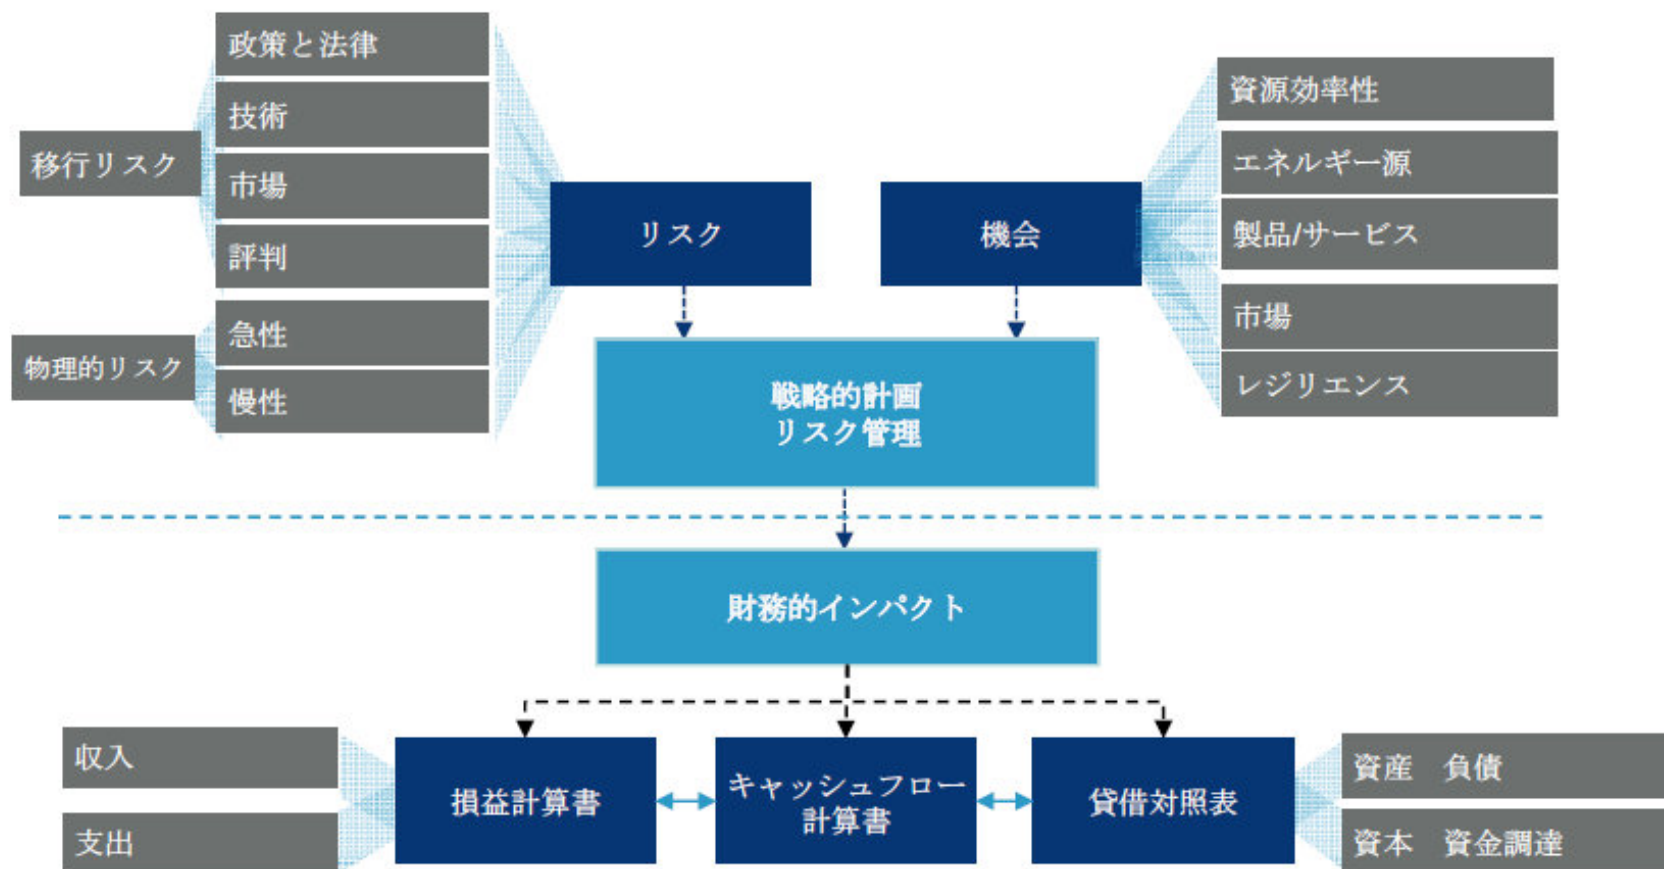 移行リスク
政策と法律
技術
市場
評判
物理的リスク
急性
慢性
リスク
機会
資源効率性
エネルギー源
製品/サービス
市場
レジリエンス
戦略的計画
リスク管理
財務的インパクト
収入
支出
損益計算書
キャッシュフロー
計算書
貸借対照表
資産　負債
資本　資金調達